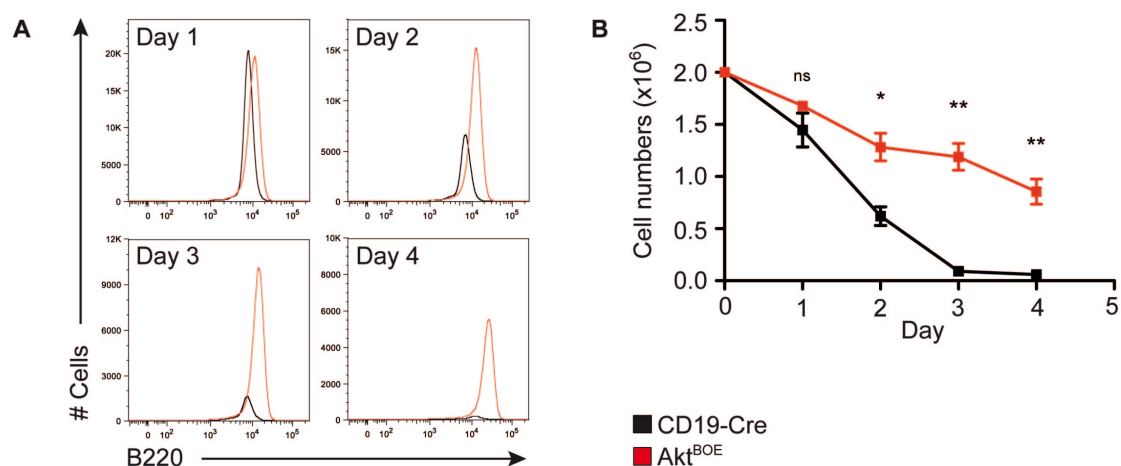 A
B
Day 1
20K
15K
10K
5000
0
0 10² 10³ 10⁴ 10⁵
Day 2
15K
10K
5000
0
0 10² 10³ 10⁴ 10⁵
Day 3
12K
9000
6000
3000
0
0 10² 10³ 10⁴ 10⁵
Day 4
10K
8000
6000
4000
2000
0
0 10² 10³ 10⁴ 10⁵
# Cells
B220
Cell numbers (x10⁶)
2.5
2.0
1.5
1.0
0.5
0.0
ns
*
**
**
0 1 2 3 4 5
Day
CD19-Cre
Akt^BOE